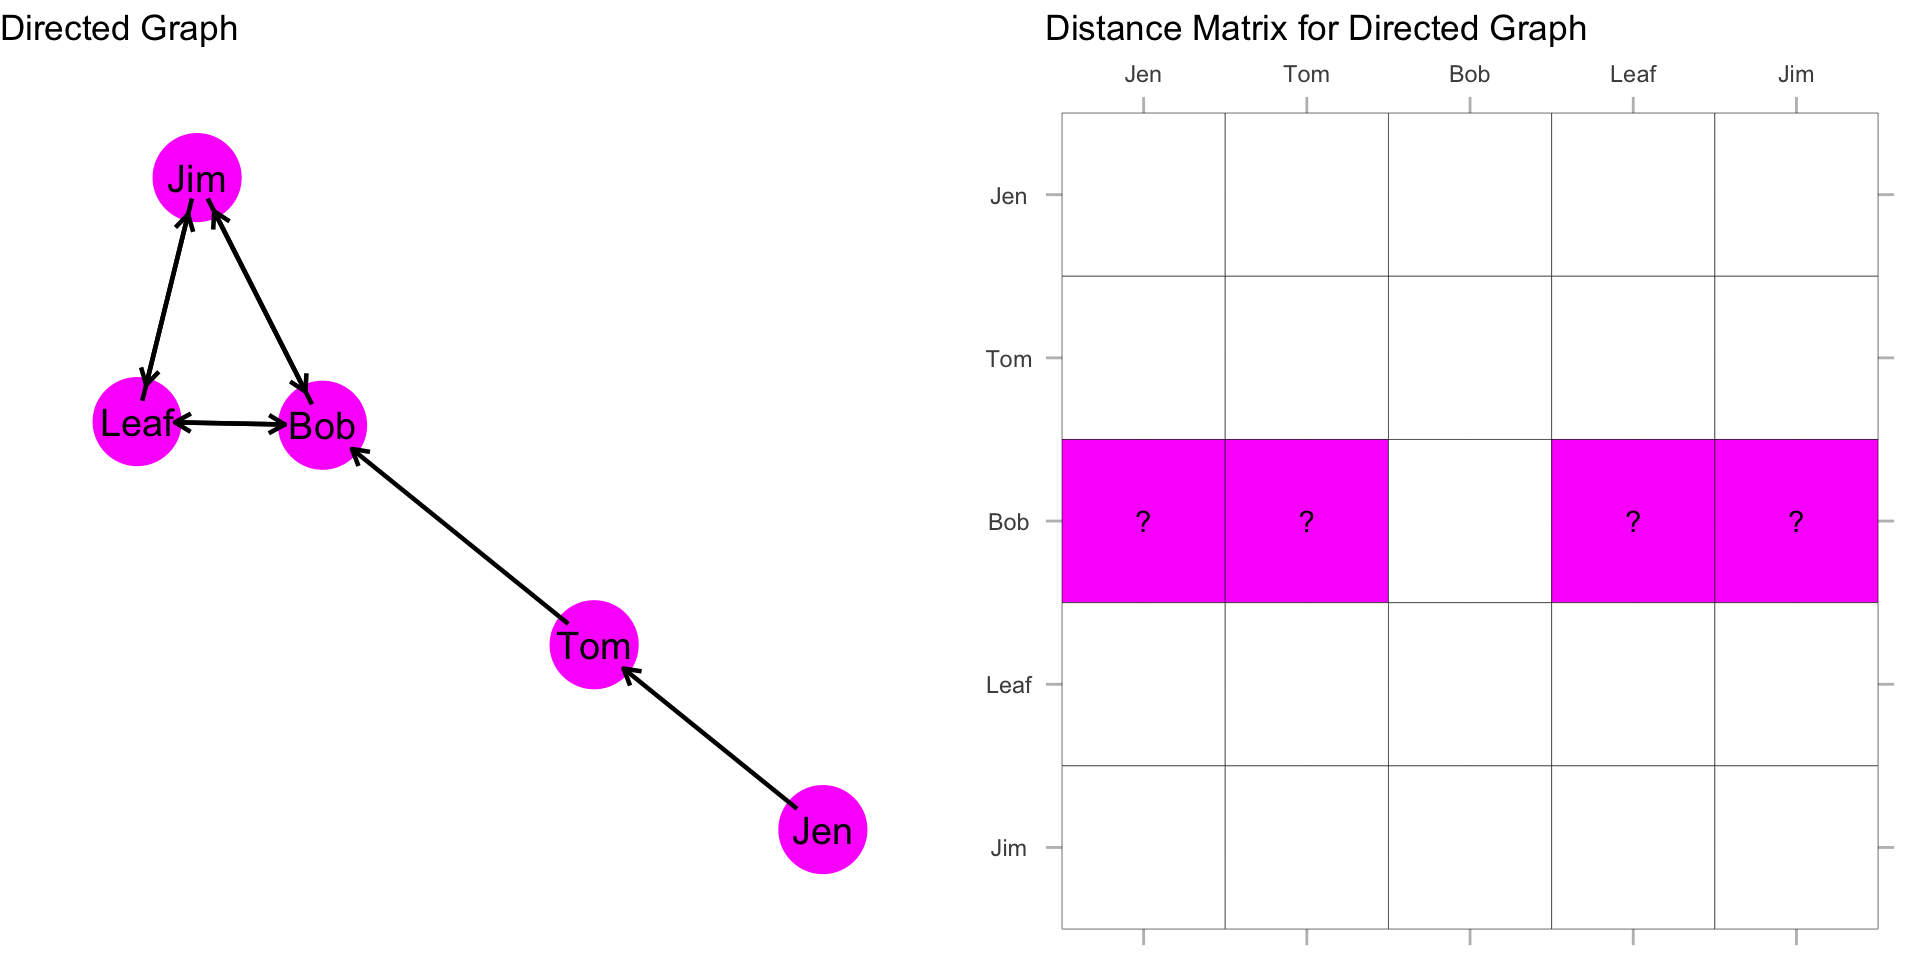 Directed Graph
Jim
Leaf
Bob
Tom
Jen
Distance Matrix for Directed Graph
Jen Tom Bob Leaf Jim
Jen
Tom
Bob ? ? ? ?
Leaf
Jim